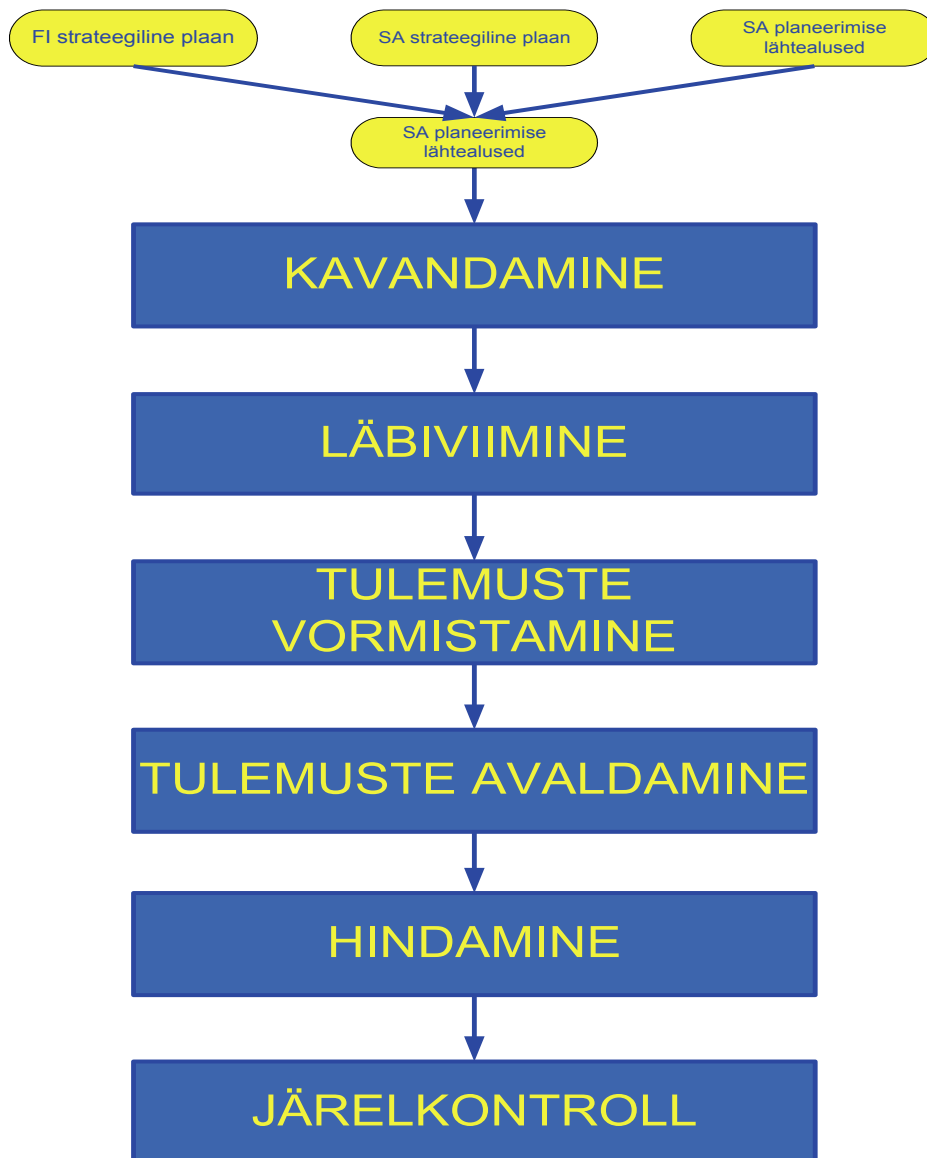 FI strateegiline plaan
SA strateegiline plaan
SA planeerimise
lähtealused
SA planeerimise
lähtealused
KAVANDAMINE
LÄBIVIIMINE
TULEMUSTE
VORMISTAMINE
TULEMUSTE AVALDAMINE
HINDAMINE
JÄRELKONTROLL